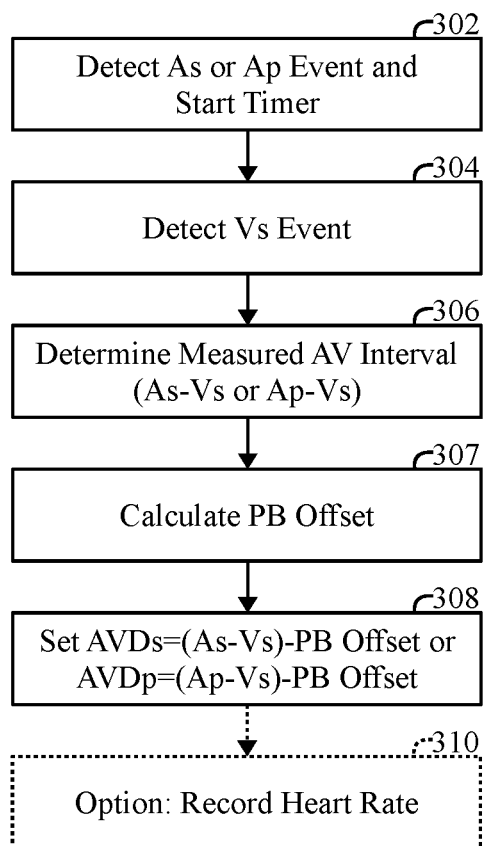 302
Detect As or Ap Event and
Start Timer
304
Detect Vs Event
306
Determine Measured AV Interval
(As-Vs or Ap-Vs)
307
Calculate PB Offset
308
Set AVDs=(As-Vs)-PB Offset or
AVDp=(Ap-Vs)-PB Offset
310
Option: Record Heart Rate